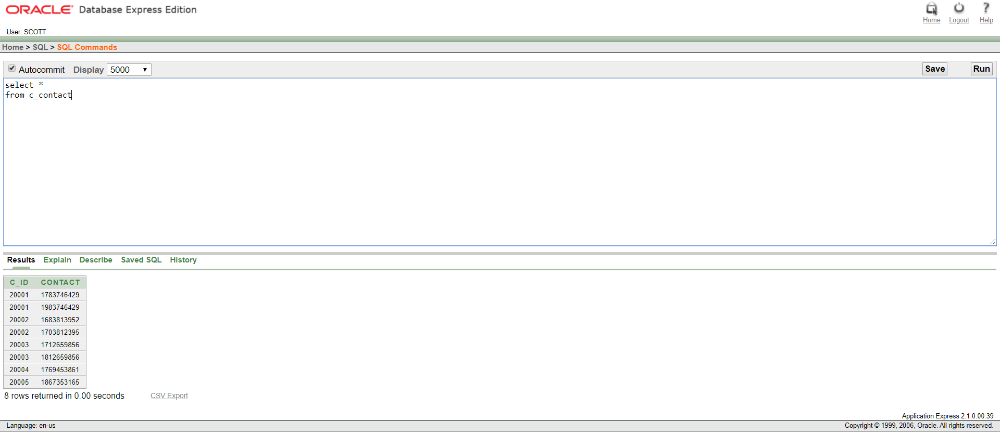 ORACLE Database Express Edition
Home Logout Help
User: SCOTT
Home > SQL > SQL Commands
Autocommit Display 5000 Save Run
select *
from c_contact
Results Explain Describe Saved SQL History
C_ID CONTACT
20001 1783746429
20001 1983746429
20002 1683813952
20002 1703812395
20003 1712659856
20003 1812659856
20004 1769453861
20005 1867353165
8 rows returned in 0.00 seconds CSV Export
Application Express 2.1.0.00.39
Language: en-us Copyright © 1999, 2006, Oracle. All rights reserved.